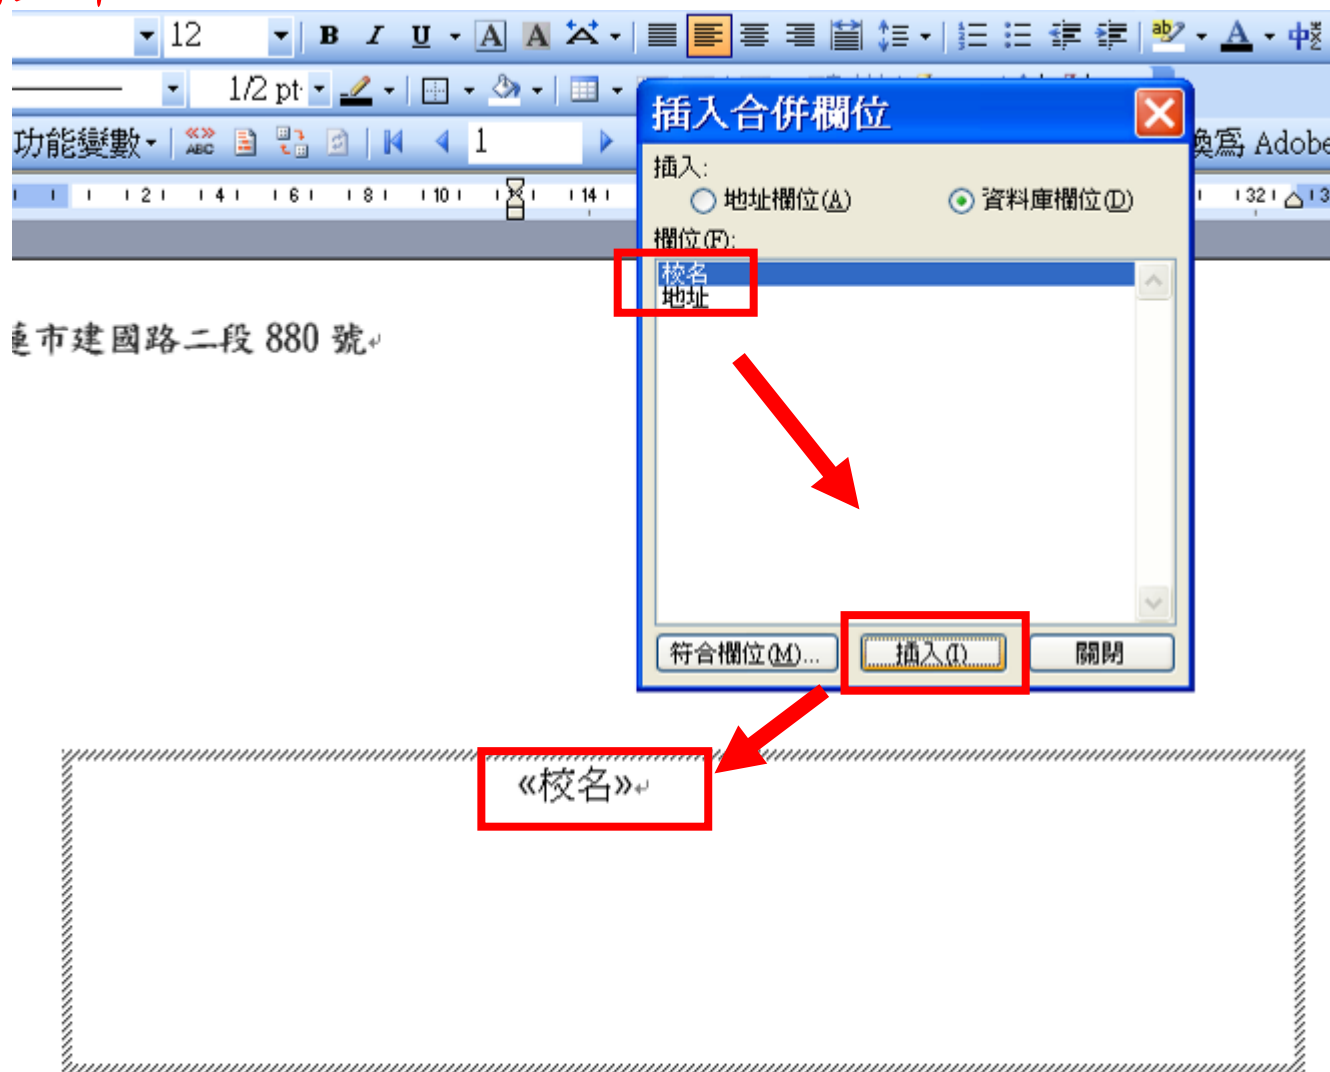 12 B I U A A A 中
1/2 pt
功能變數 ABC 1 換為 Adobe
2 4 6 8 10 14 32
插入合併欄位
插入:
地址欄位(A) 資料庫欄位(D)
欄位(F):
校名
地址
市建國路二段 880 號
符合欄位(M)... 插入(I) 關閉
«校名»